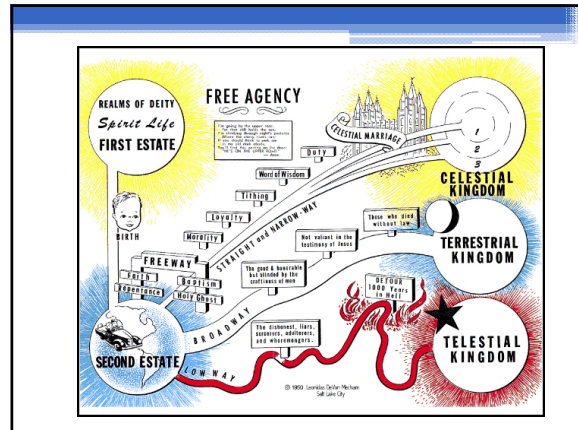 REALMS OF DEITY
Spirit Life
FIRST ESTATE
FREE AGENCY
CELESTIAL MARRIAGE
1
2
3
CELESTIAL
KINGDOM
Duty
Word of Wisdom
Tithing
Loyalty
Morality
STRAIGHT and NARROW-WAY
BIRTH
FREEWAY
Faith
Baptism
Repentance
Holy Ghost
Those who died
without law
Not valiant in the
testimony of Jesus
The good & honorable
but blinded by the
craftiness of men
TERRESTRIAL
KINGDOM
BROADWAY
SECOND ESTATE
DETOUR
1000 Years
in Hell
The dishonest, liars,
sorcerers, adulterers,
and whoremongers.
LOW WAY
TELESTIAL
KINGDOM
© 1950 Leonidas DeVon Mecham
Salt Lake City